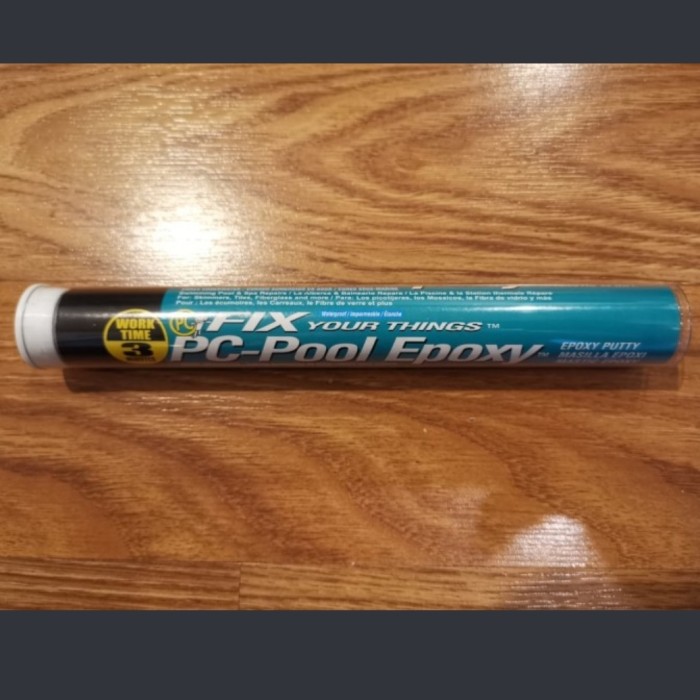 Swimming Pool & Spa Repairs / La Alberca & Balneario Repara / La Piscine & la Station thermale Répare
For: Skimmers, Tiles, Fiberglass and more / Para: Los picotijeros, los Mosaicos, la Fibra de vidrio y más
Pour: Les écumoires, les Carreaux, la Fibre de verre et plus
Waterproof / Impermeable / Étanche
WORK TIME 3
PC FIX YOUR THINGS™
PC-Pool Epoxy™
EPOXY PUTTY
MASILLA EPOXI